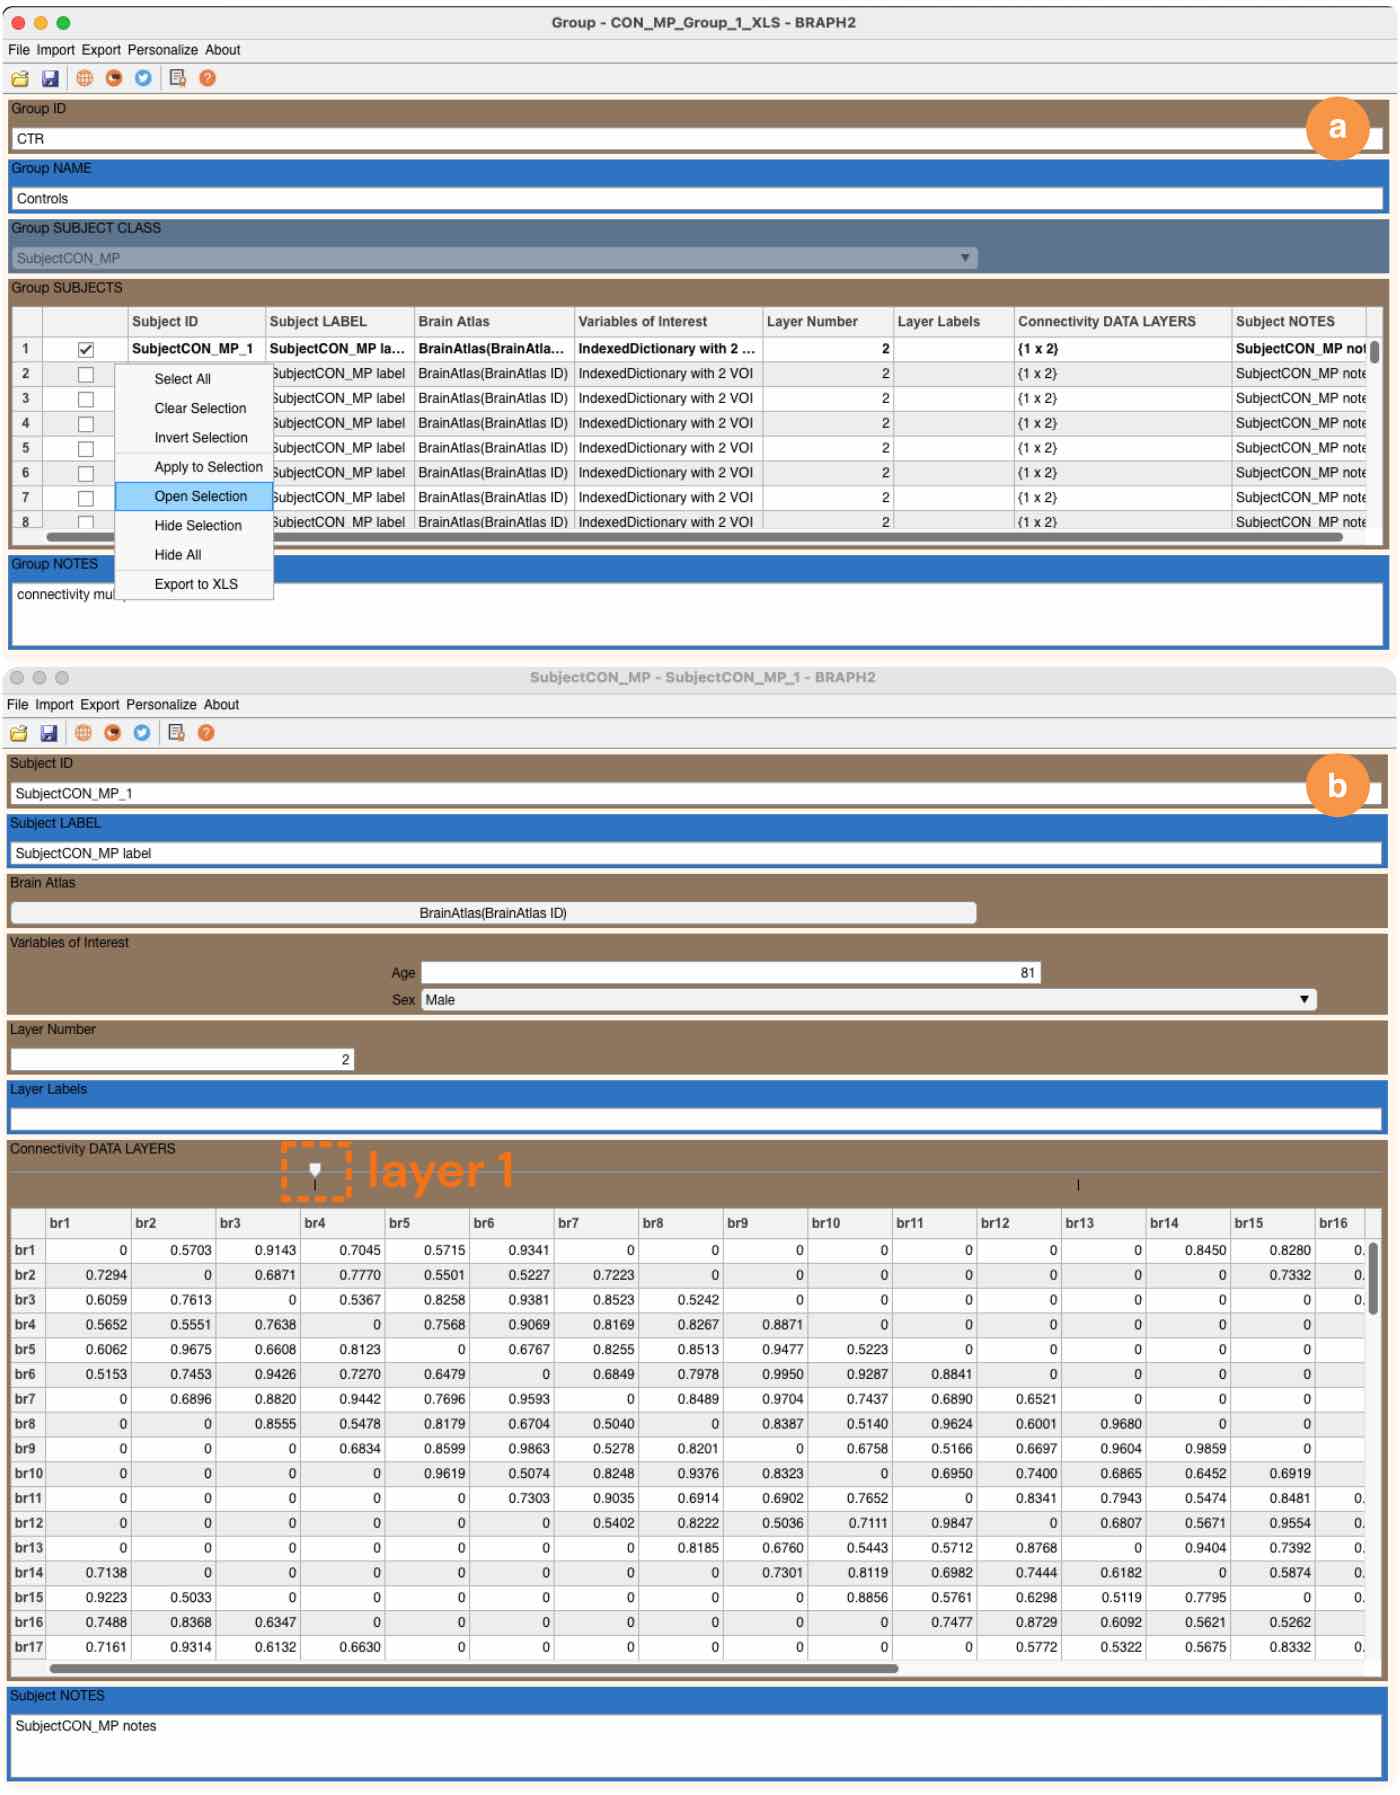 Group - CON_MP_Group_1_XLS - BRAPH2
File Import Export Personalize About
Group ID
a
CTR
Group NAME
Controls
Group SUBJECT CLASS
SubjectCON_MP
Group SUBJECTS
Subject ID Subject LABEL Brain Atlas Variables of Interest Layer Number Layer Labels Connectivity DATA LAYERS Subject NOTES
1 SubjectCON_MP_1 SubjectCON_MP la... BrainAtlas(BrainAtla... IndexedDictionary with 2 ... 2 {1 x 2} SubjectCON_MP not
2 Select All SubjectCON_MP label BrainAtlas(BrainAtlas ID) IndexedDictionary with 2 VOI 2 {1 x 2} SubjectCON_MP note
3 Clear Selection SubjectCON_MP label BrainAtlas(BrainAtlas ID) IndexedDictionary with 2 VOI 2 {1 x 2} SubjectCON_MP note
4 Invert Selection SubjectCON_MP label BrainAtlas(BrainAtlas ID) IndexedDictionary with 2 VOI 2 {1 x 2} SubjectCON_MP note
5 Apply to Selection SubjectCON_MP label BrainAtlas(BrainAtlas ID) IndexedDictionary with 2 VOI 2 {1 x 2} SubjectCON_MP note
6 SubjectCON_MP label BrainAtlas(BrainAtlas ID) IndexedDictionary with 2 VOI 2 {1 x 2} SubjectCON_MP note
7 Open Selection SubjectCON_MP label BrainAtlas(BrainAtlas ID) IndexedDictionary with 2 VOI 2 {1 x 2} SubjectCON_MP note
8 Hide Selection SubjectCON_MP label BrainAtlas(BrainAtlas ID) IndexedDictionary with 2 VOI 2 {1 x 2} SubjectCON_MP note
Hide All
Export to XLS
Group NOTES
connectivity mul
SubjectCON_MP - SubjectCON_MP_1 - BRAPH2
File Import Export Personalize About
Subject ID
b
SubjectCON_MP_1
Subject LABEL
SubjectCON_MP label
Brain Atlas
BrainAtlas(BrainAtlas ID)
Variables of Interest
Age 81
Sex Male
Layer Number
2
Layer Labels
Connectivity DATA LAYERS
layer 1
br1 br2 br3 br4 br5 br6 br7 br8 br9 br10 br11 br12 br13 br14 br15 br16
br1 0 0.5703 0.9143 0.7045 0.5715 0.9341 0 0 0 0 0 0 0 0.8450 0.8280 0.
br2 0.7294 0 0.6871 0.7770 0.5501 0.5227 0.7223 0 0 0 0 0 0 0 0.7332 0.
br3 0.6059 0.7613 0 0.5367 0.8258 0.9381 0.8523 0.5242 0 0 0 0 0 0 0 0.
br4 0.5652 0.5551 0.7638 0 0.7568 0.9069 0.8169 0.8267 0.8871 0 0 0 0 0 0
br5 0.6062 0.9675 0.6608 0.8123 0 0.6767 0.8255 0.8513 0.9477 0.5223 0 0 0 0 0
br6 0.5153 0.7453 0.9426 0.7270 0.6479 0 0.6849 0.7978 0.9950 0.9287 0.8841 0 0 0 0
br7 0 0.6896 0.8820 0.9442 0.7696 0.9593 0 0.8489 0.9704 0.7437 0.6890 0.6521 0 0 0
br8 0 0 0.8555 0.5478 0.8179 0.6704 0.5040 0 0.8387 0.5140 0.9624 0.6001 0.9680 0 0
br9 0 0 0 0.6834 0.8599 0.9863 0.5278 0.8201 0 0.6758 0.5166 0.6697 0.9604 0.9859 0
br10 0 0 0 0 0.9619 0.5074 0.8248 0.9376 0.8323 0 0.6950 0.7400 0.6865 0.6452 0.6919
br11 0 0 0 0 0 0.7303 0.9035 0.6914 0.6902 0.7652 0 0.8341 0.7943 0.5474 0.8481 0.
br12 0 0 0 0 0 0 0.5402 0.8222 0.5036 0.7111 0.9847 0 0.6807 0.5671 0.9554 0.
br13 0 0 0 0 0 0 0 0.8185 0.6760 0.5443 0.5712 0.8768 0 0.9404 0.7392 0.
br14 0.7138 0 0 0 0 0 0 0 0.7301 0.8119 0.6982 0.7444 0.6182 0 0.5874 0.
br15 0.9223 0.5033 0 0 0 0 0 0 0 0.8856 0.5761 0.6298 0.5119 0.7795 0 0.
br16 0.7488 0.8368 0.6347 0 0 0 0 0 0 0 0.7477 0.8729 0.6092 0.5621 0.5262
br17 0.7161 0.9314 0.6132 0.6630 0 0 0 0 0 0 0 0.5772 0.5322 0.5675 0.8332 0.
Subject NOTES
SubjectCON_MP notes